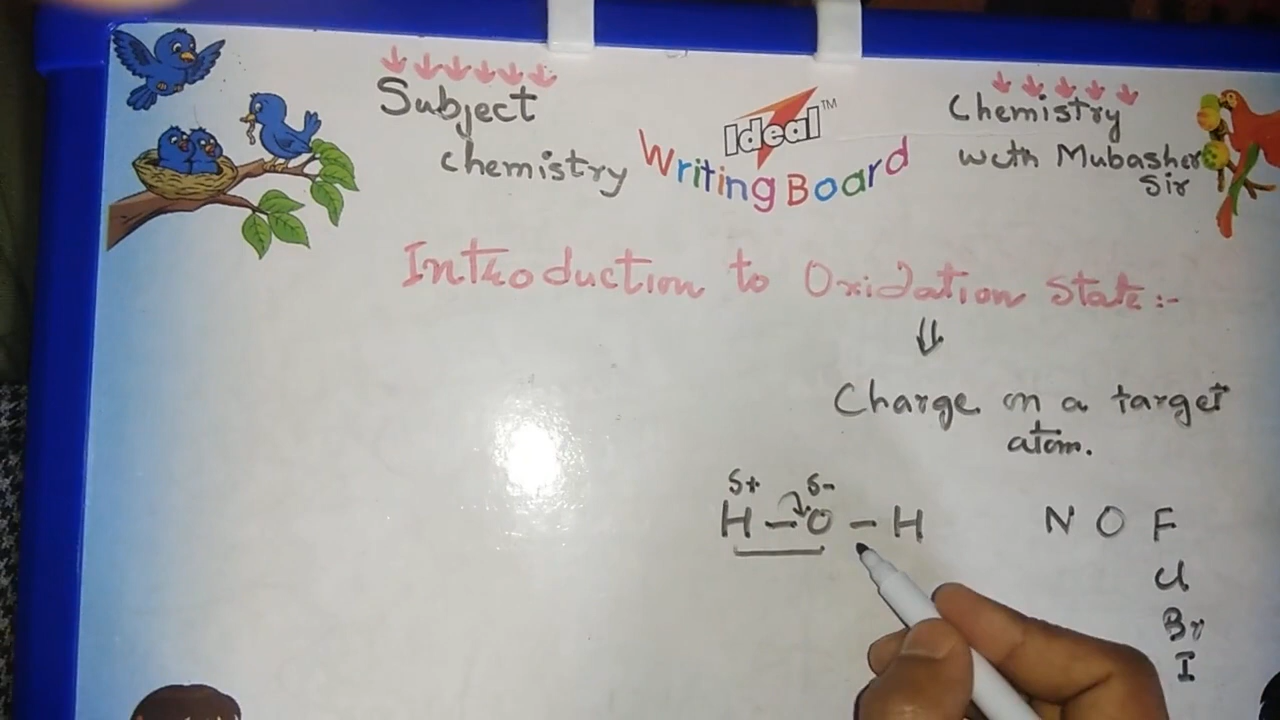 Subject
chemistry
Ideal™
Writing Board
Chemistry
with Mubasher
Sir
Introduction to Oxidation State:-
⇓
Charge on a target
atom.
δ+ δ-
H – O – H
N O F
Cl
Br
I